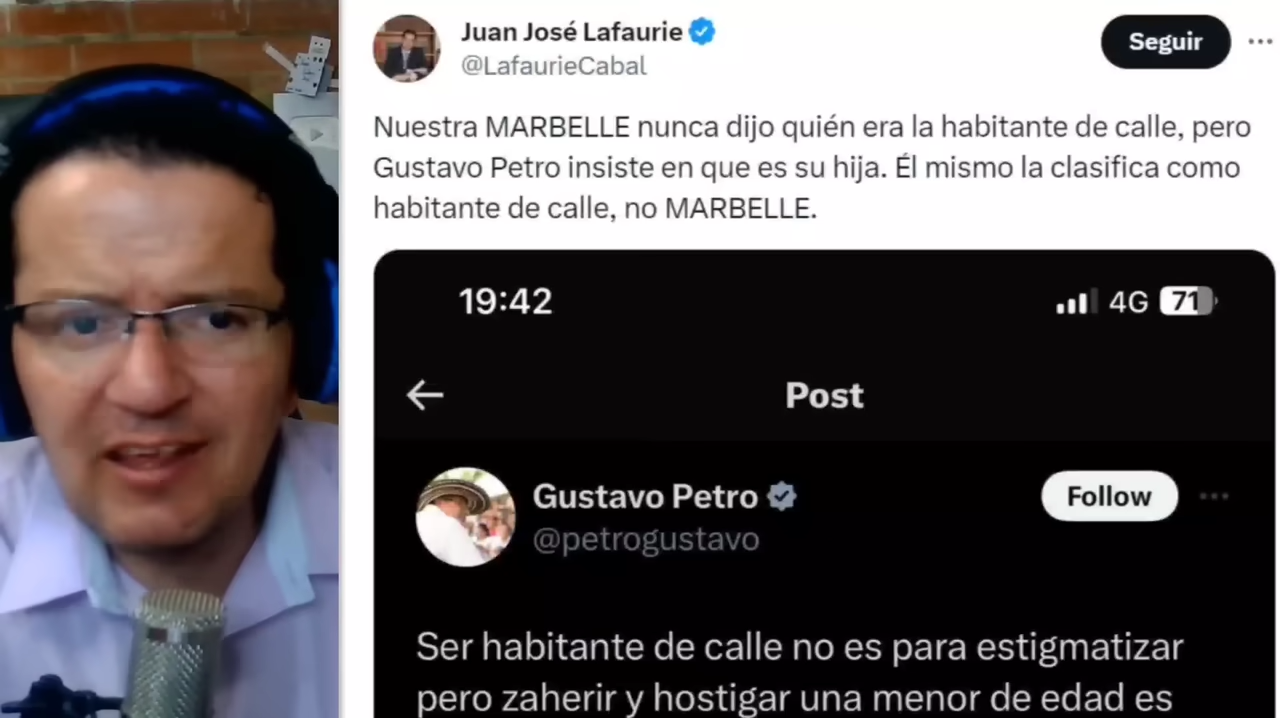 Juan José Lafaurie
Seguir
@LafaurieCabal
Nuestra MARBELLE nunca dijo quién era la habitante de calle, pero
Gustavo Petro insiste en que es su hija. Él mismo la clasifica como
habitante de calle, no MARBELLE.
19:42
4G 71
Post
Gustavo Petro
Follow
@petrogustavo
Ser habitante de calle no es para estigmatizar
pero zaherir y hostigar una menor de edad es